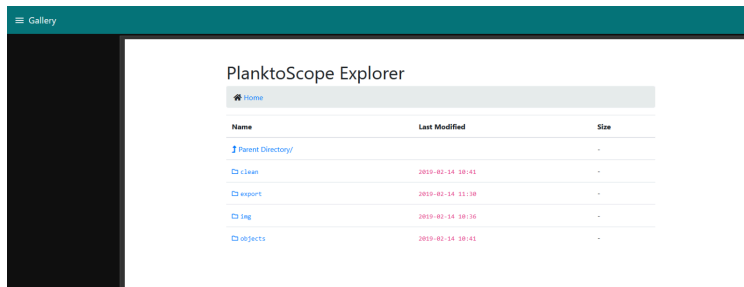 Gallery
PlanktoScope Explorer
Home
Name Last Modified Size
Parent Directory/ -
clean 2019-02-14 10:41 -
export 2019-02-14 11:30 -
img 2019-02-14 10:36 -
objects 2019-02-14 10:41 -